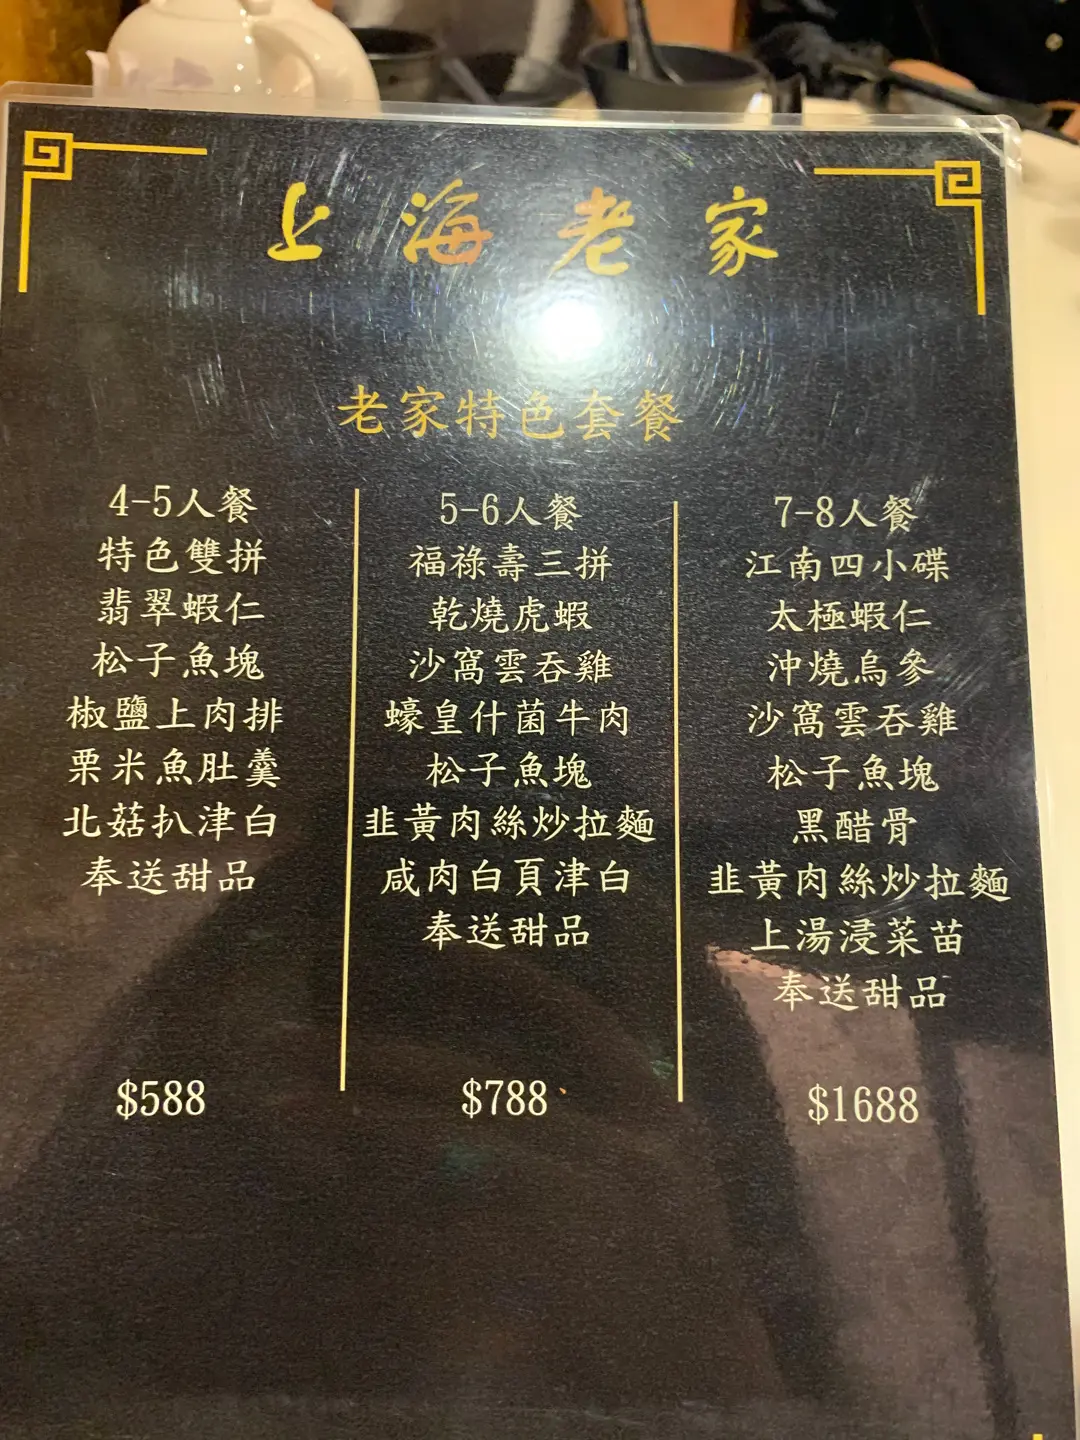 上海老家
老家特色套餐
4-5人餐
特色雙拼
翡翠蝦仁
松子魚塊
椒鹽上肉排
粟米魚肚羹
北菇扒津白
奉送甜品
$588
5-6人餐
福祿壽三拼
乾燒虎蝦
沙窩雲吞雞
蠔皇什菌牛肉
松子魚塊
韭黃肉絲炒拉麵
咸肉白頁津白
奉送甜品
$788
7-8人餐
江南四小碟
太極蝦仁
沖燒烏參
沙窩雲吞雞
松子魚塊
黑醋骨
韭黃肉絲炒拉麵
上湯浸菜苗
奉送甜品
$1688